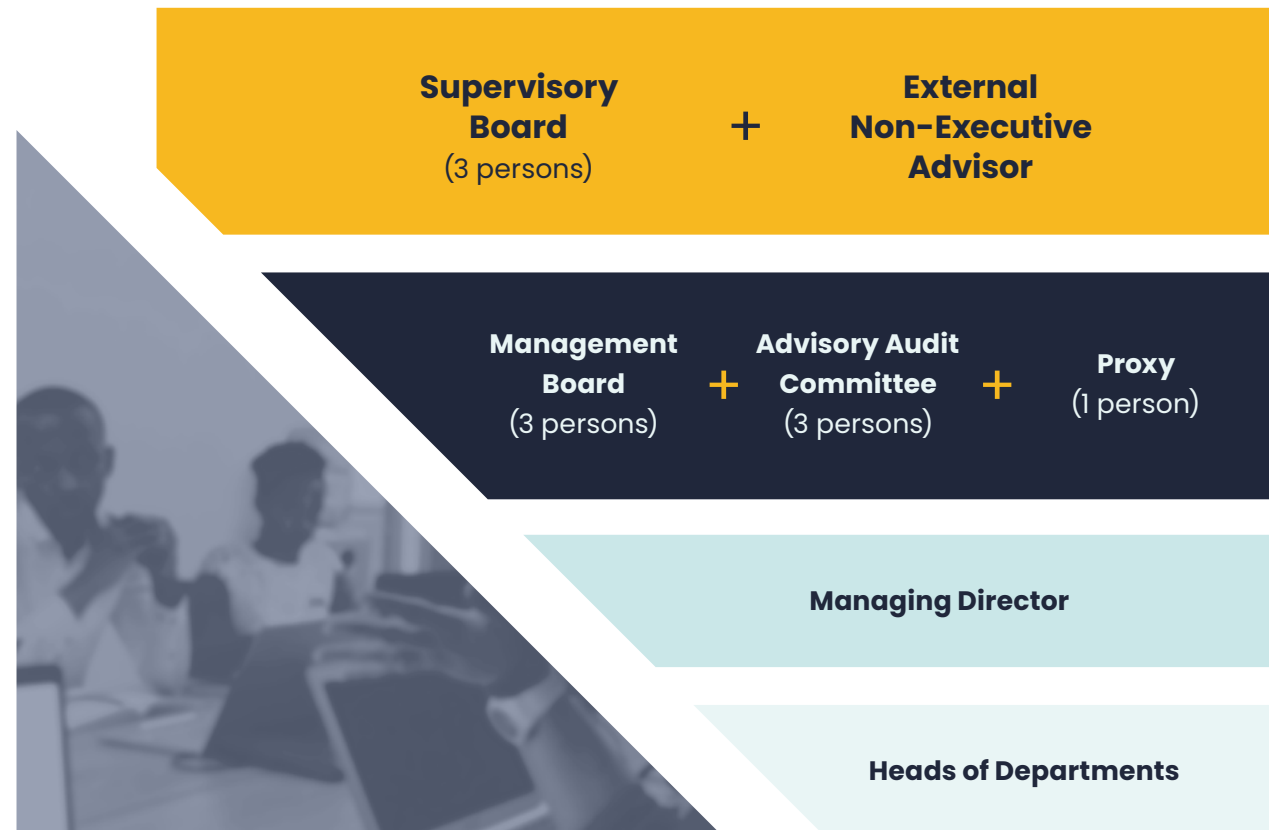 Supervisory
Board
(3 persons)
+
External
Non-Executive
Advisor
Management
Board
(3 persons)
+
Advisory Audit
Committee
(3 persons)
+
Proxy
(1 person)
Managing Director
Heads of Departments